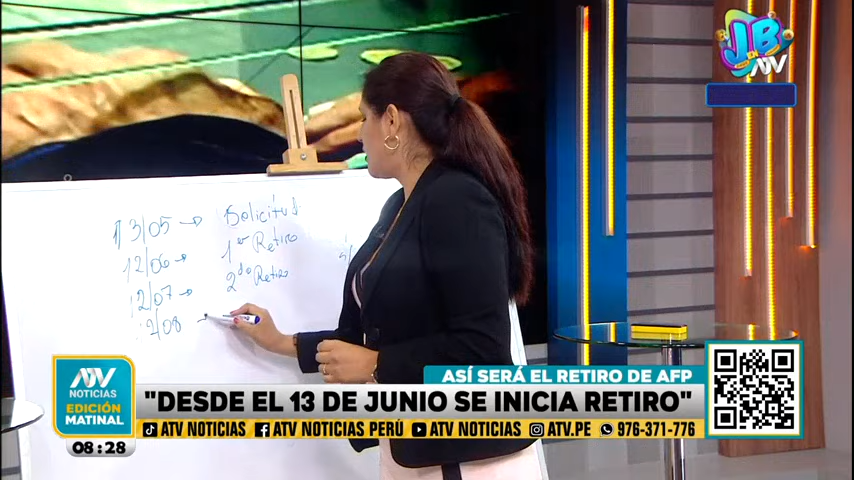 JB
ATV
13/05 → Solicitud
12/06 → 1er Retiro
12/07 → 2do Retiro
12/08 →
ASÍ SERÁ EL RETIRO DE AFP
ATV
NOTICIAS
EDICIÓN
MATINAL
08:28
"DESDE EL 13 DE JUNIO SE INICIA RETIRO"
ATV NOTICIAS ATV NOTICIAS PERÚ ATV NOTICIAS ATV.PE 976-371-776